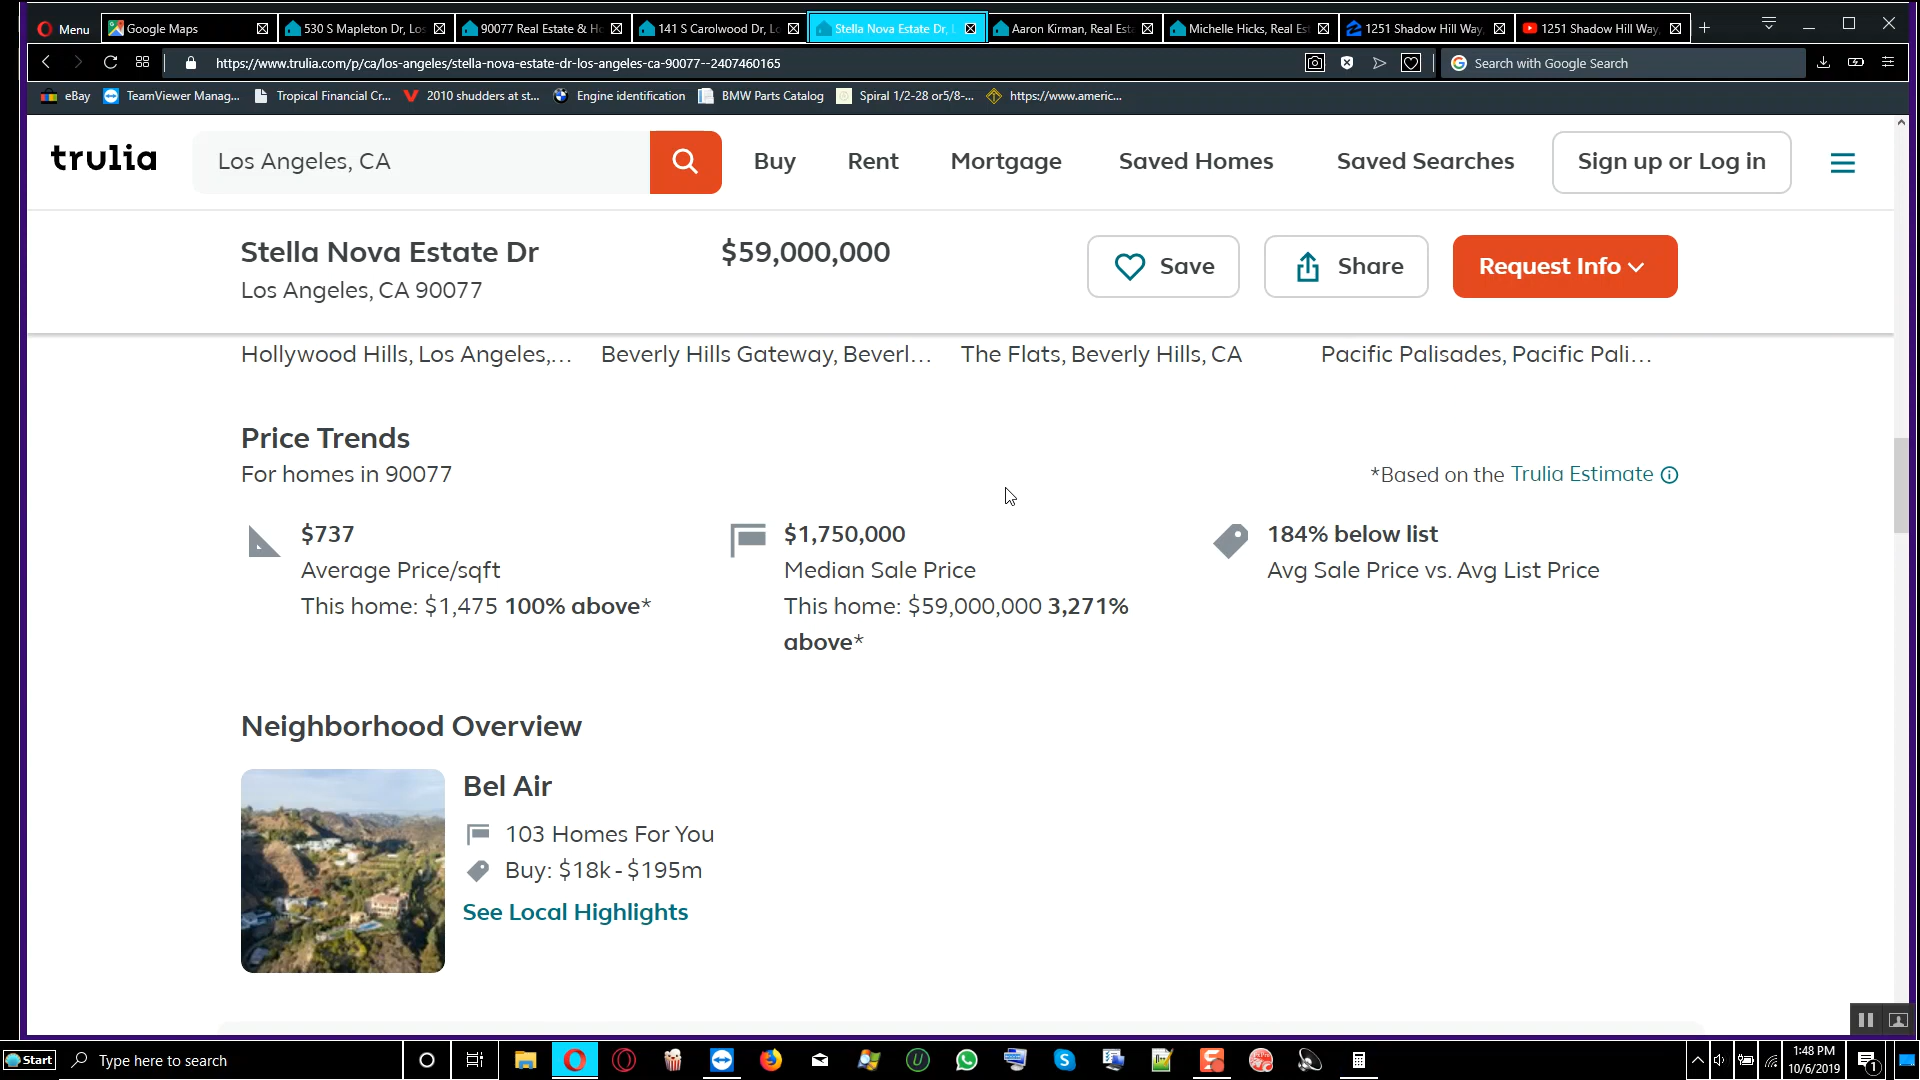 Menu
Google Maps
530 S Mapleton Dr, Los
90077 Real Estate & Ho
141 S Carolwood Dr, Lo
Stella Nova Estate Dr, L
Aaron Kirman, Real Esta
Michelle Hicks, Real Est
1251 Shadow Hill Way,
1251 Shadow Hill Way,
https://www.trulia.com/p/ca/los-angeles/stella-nova-estate-dr-los-angeles-ca-90077--2407460165
Search with Google Search
eBay
TeamViewer Manag...
Tropical Financial Cr...
2010 shudders at st...
Engine identification
BMW Parts Catalog
Spiral 1/2-28 or5/8-...
https://www.americ...
trulia
Los Angeles, CA
Buy
Rent
Mortgage
Saved Homes
Saved Searches
Sign up or Log in
Stella Nova Estate Dr
$59,000,000
Los Angeles, CA 90077
Save
Share
Request Info
Hollywood Hills, Los Angeles,...
Beverly Hills Gateway, Beverl...
The Flats, Beverly Hills, CA
Pacific Palisades, Pacific Pali...
Price Trends
For homes in 90077
*Based on the Trulia Estimate
$737
Average Price/sqft
This home: $1,475 100% above*
$1,750,000
Median Sale Price
This home: $59,000,000 3,271%
above*
184% below list
Avg Sale Price vs. Avg List Price
Neighborhood Overview
Bel Air
103 Homes For You
Buy: $18k - $195m
See Local Highlights
Start
Type here to search
1:48 PM
10/6/2019
1